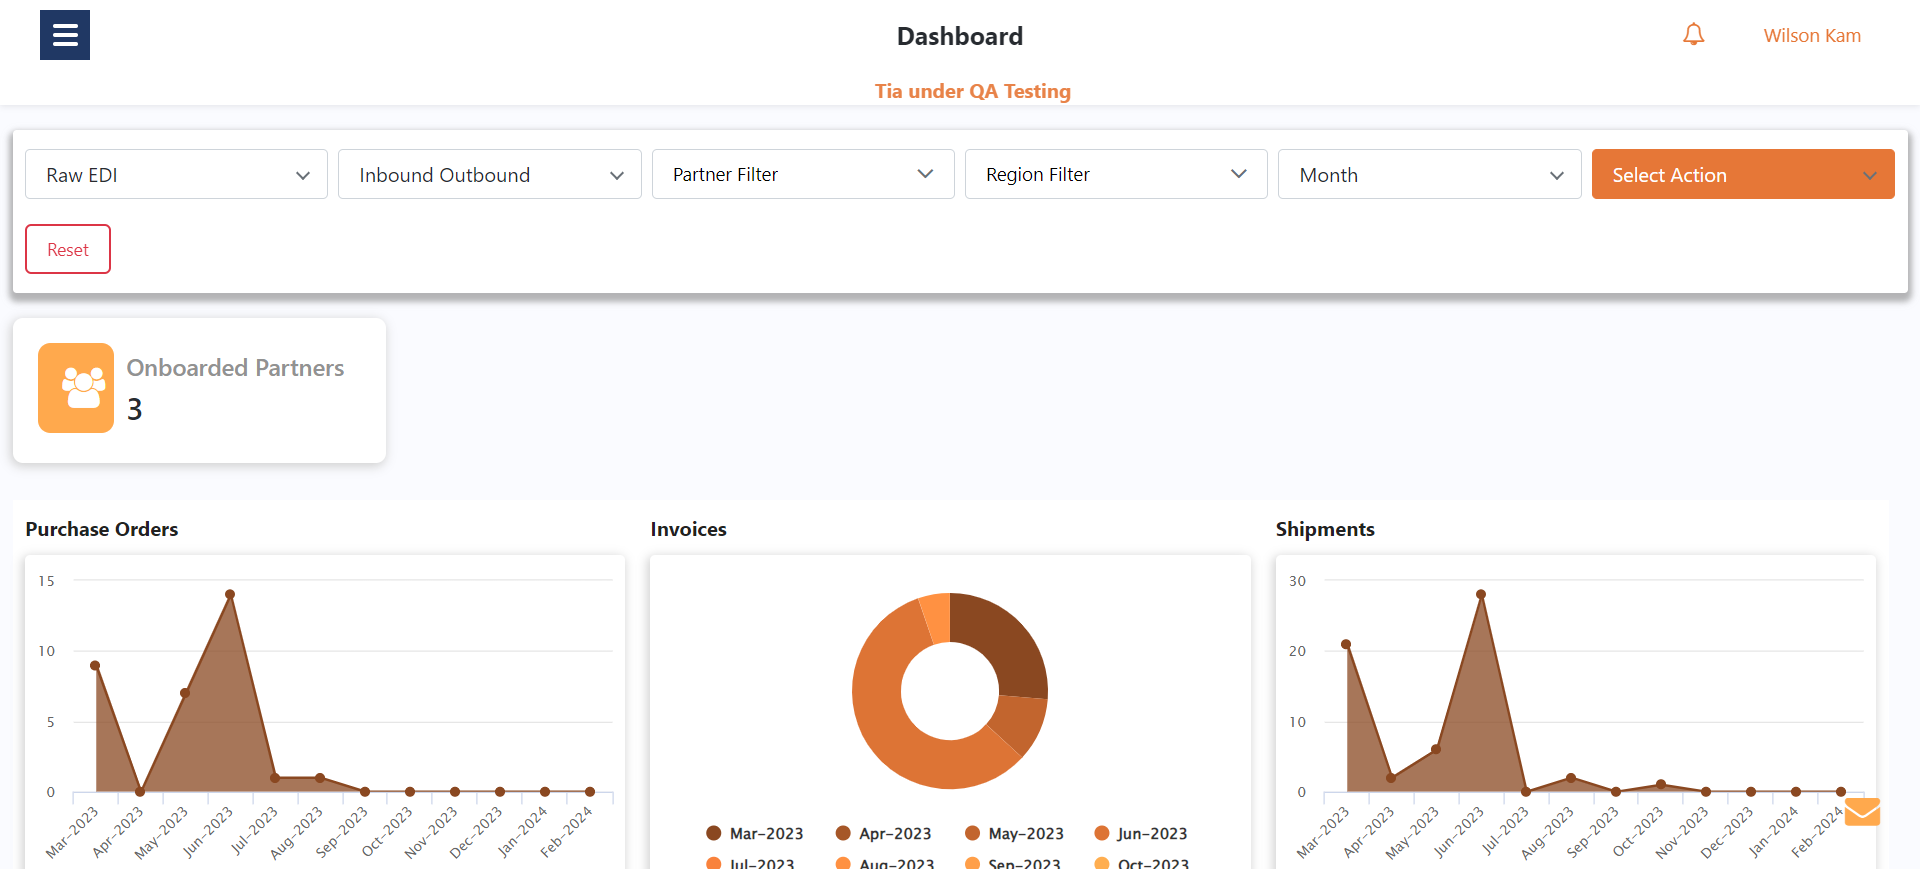 Dashboard
Wilson Kam
Tia under QA Testing
Raw EDI
Inbound Outbound
Partner Filter
Region Filter
Month
Select Action
Reset
Onboarded Partners
3
Purchase Orders
15
10
5
0
Mar-2023
Apr-2023
May-2023
Jun-2023
Jul-2023
Aug-2023
Sep-2023
Oct-2023
Nov-2023
Dec-2023
Jan-2024
Feb-2024
Invoices
Mar-2023 Apr-2023 May-2023 Jun-2023
Jul-2023 Aug-2023 Sep-2023 Oct-2023
Shipments
30
20
10
0
Mar-2023
Apr-2023
May-2023
Jun-2023
Jul-2023
Aug-2023
Sep-2023
Oct-2023
Nov-2023
Dec-2023
Jan-2024
Feb-2024